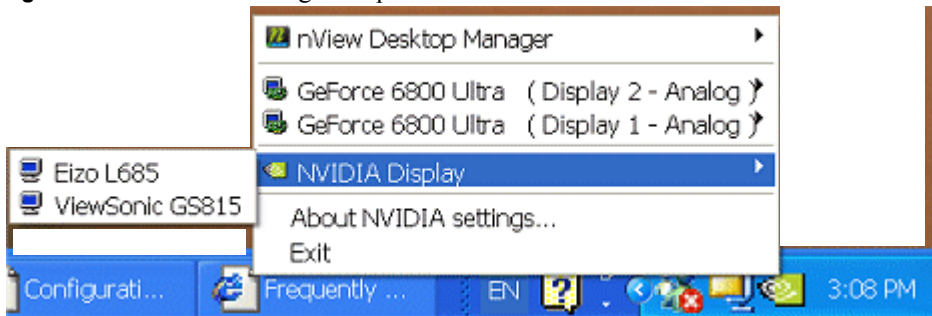 nView Desktop Manager
GeForce 6800 Ultra ( Display 2 - Analog )
GeForce 6800 Ultra ( Display 1 - Analog )
Eizo L685
NVIDIA Display
ViewSonic GS815
About NVIDIA settings...
Exit
Configurati... Frequently ... EN 3:08 PM